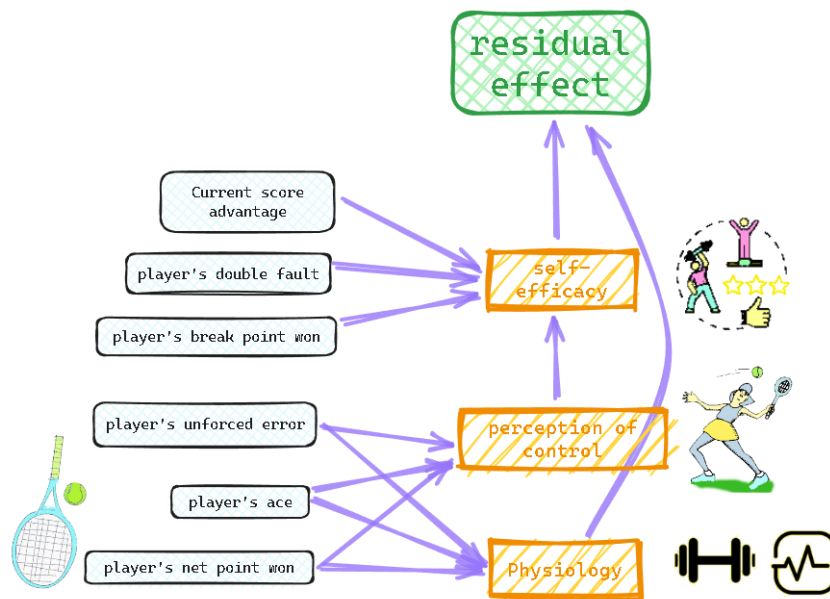 residual
effect
Current score
advantage
player's double fault
self-
efficacy
player's break point won
player's unforced error
perception of
control
player's ace
player's net point won
Physiology